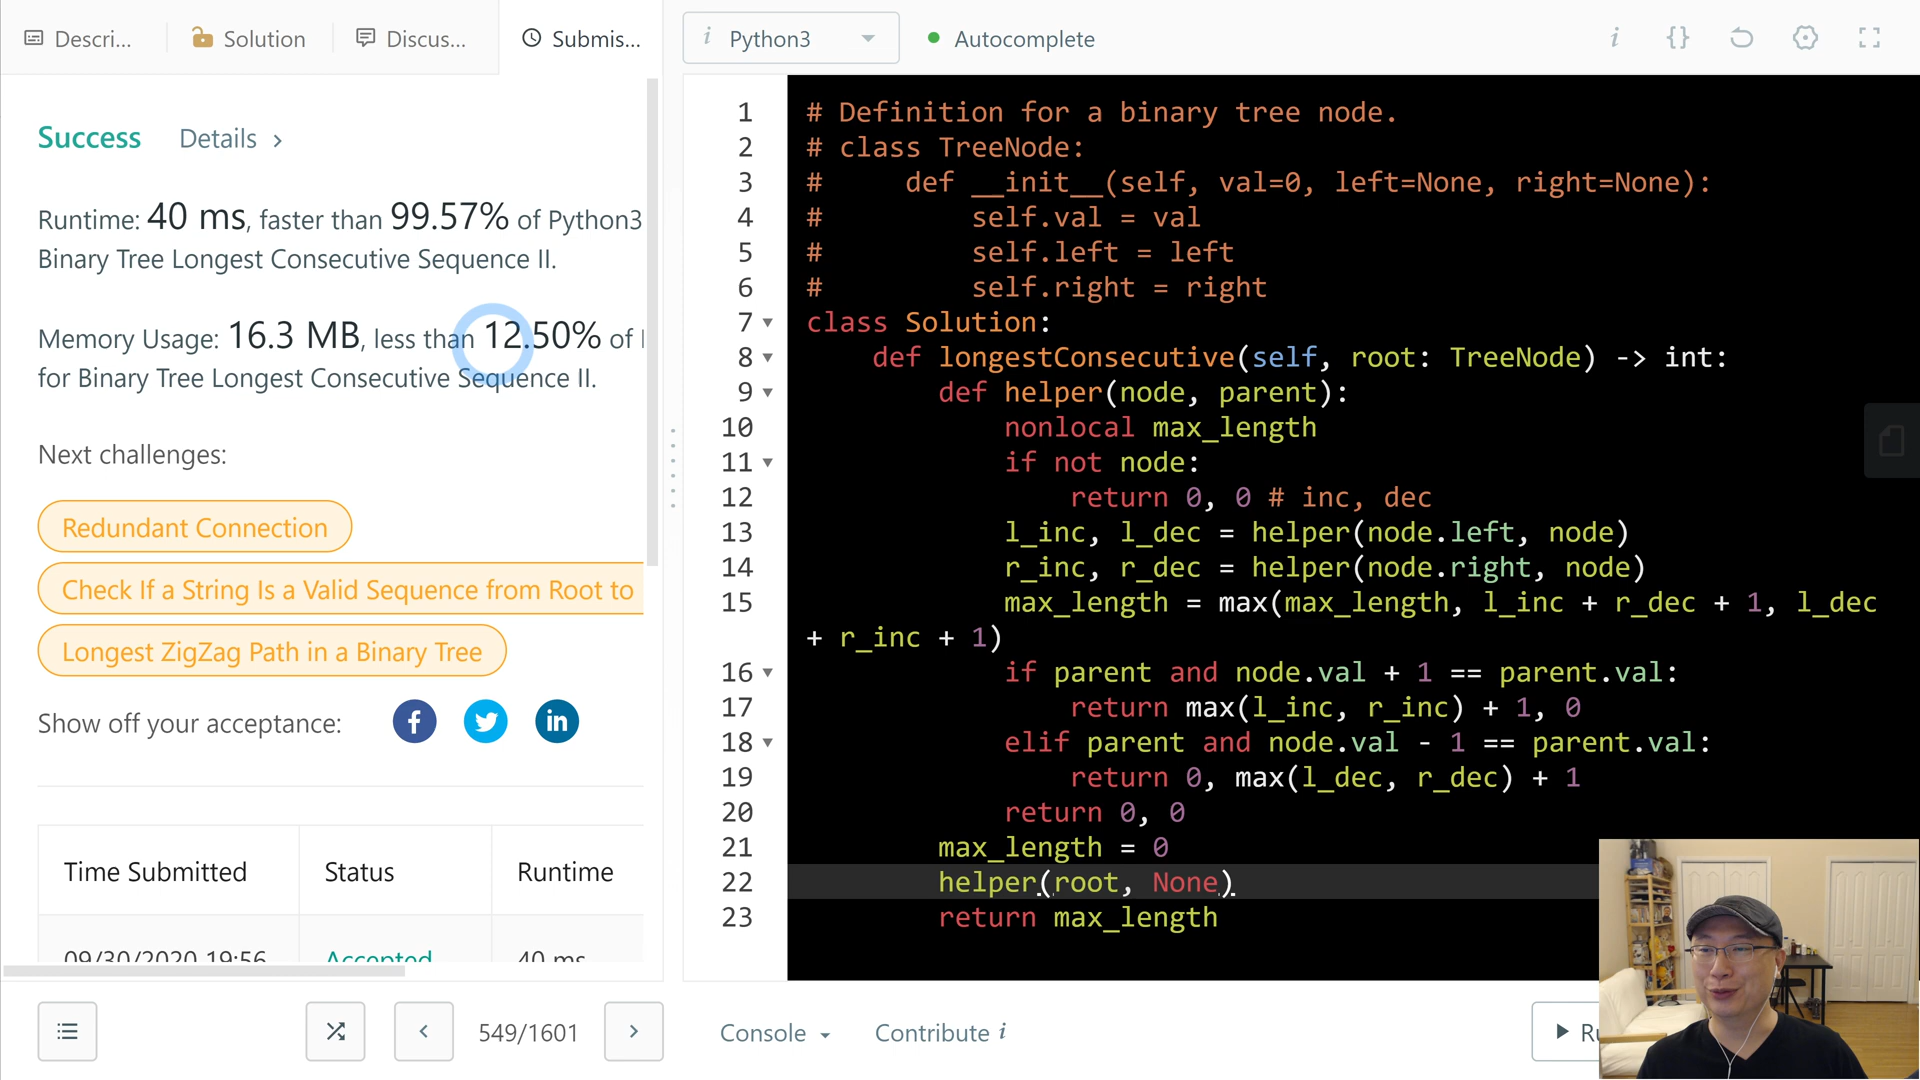 Descri...
Solution
Discus...
Submis...
i Python3
Autocomplete
i {}
Success Details >
Runtime: 40 ms, faster than 99.57% of Python3
Binary Tree Longest Consecutive Sequence II.
Memory Usage: 16.3 MB, less than 12.50% of
for Binary Tree Longest Consecutive Sequence II.
Next challenges:
Redundant Connection
Check If a String Is a Valid Sequence from Root to
Longest ZigZag Path in a Binary Tree
Show off your acceptance:
Time Submitted Status Runtime
09/30/2020 19:56 Accepted 40 ms
549/1601
1 # Definition for a binary tree node.
2 # class TreeNode:
3 #     def __init__(self, val=0, left=None, right=None):
4 #         self.val = val
5 #         self.left = left
6 #         self.right = right
7 class Solution:
8     def longestConsecutive(self, root: TreeNode) -> int:
9         def helper(node, parent):
10             nonlocal max_length
11             if not node:
12                 return 0, 0 # inc, dec
13             l_inc, l_dec = helper(node.left, node)
14             r_inc, r_dec = helper(node.right, node)
15             max_length = max(max_length, l_inc + r_dec + 1, l_dec
+ r_inc + 1)
16             if parent and node.val + 1 == parent.val:
17                 return max(l_inc, r_inc) + 1, 0
18             elif parent and node.val - 1 == parent.val:
19                 return 0, max(l_dec, r_dec) + 1
20             return 0, 0
21         max_length = 0
22         helper(root, None)
23         return max_length
Console
Contribute i